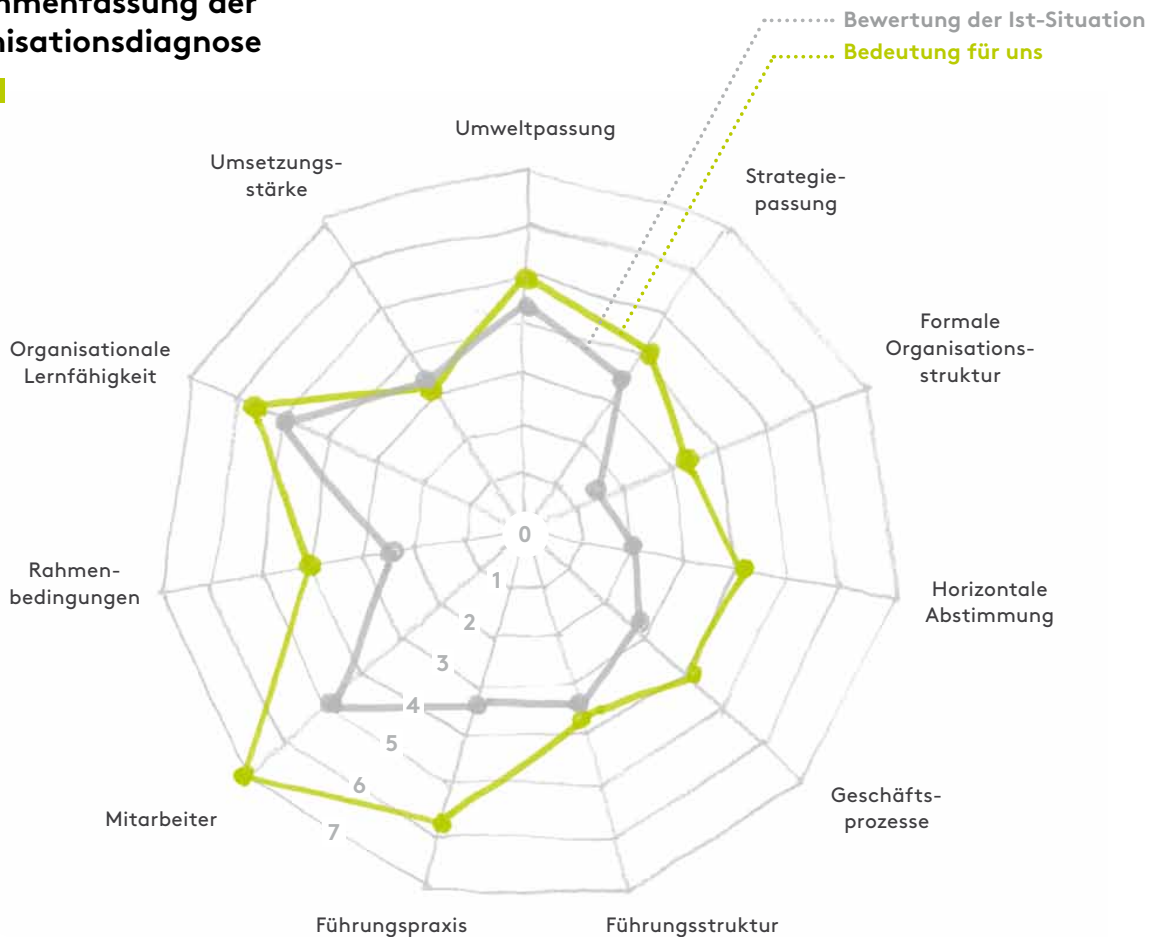 nmenfassung der
nisationsdiagnose
Bewertung der Ist-Situation
Bedeutung für uns
Umweltpassung
Strategie-
passung
Formale
Organisations-
struktur
Horizontale
Abstimmung
Geschäfts-
prozesse
Führungsstruktur
Führungspraxis
Mitarbeiter
Rahmen-
bedingungen
Organisationale
Lernfähigkeit
Umsetzungs-
stärke
0
1
2
3
4
5
6
7